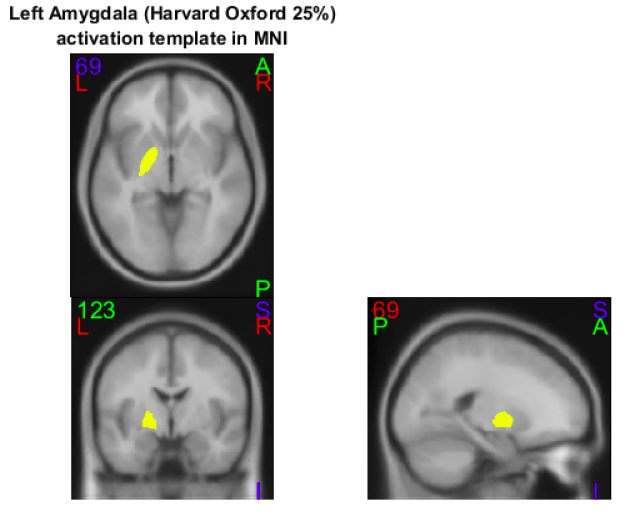 Left Amygdala (Harvard Oxford 25%)
activation template in MNI
69 A
L R
P
123 S
L R
I
69 S
P A
I